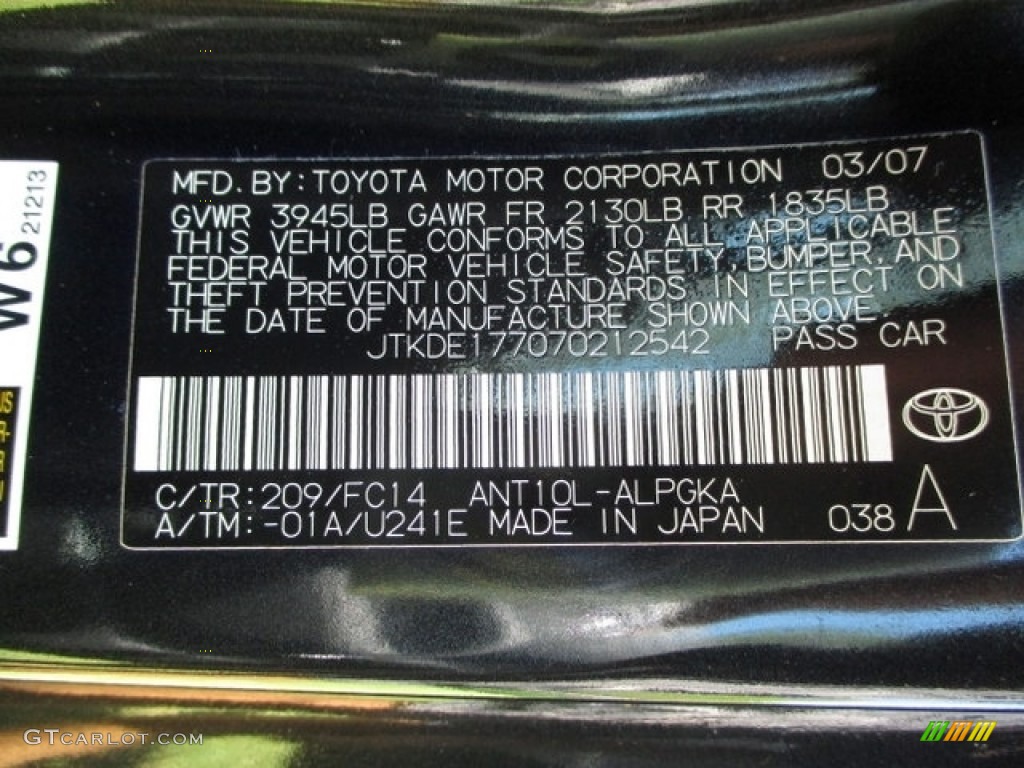 MFD. BY: TOYOTA MOTOR CORPORATION 03/07
GVWR 3945LB GAWR FR 2130LB RR 1835LB
THIS VEHICLE CONFORMS TO ALL APPLICABLE
FEDERAL MOTOR VEHICLE SAFETY, BUMPER, AND
THEFT PREVENTION STANDARDS IN EFFECT ON
THE DATE OF MANUFACTURE SHOWN ABOVE.
JTKDE177070212542 PASS CAR
C/TR: 209/FC14 ANT10L-ALPGKA
A/TM: -01A/U241E MADE IN JAPAN 038 A
W6
21213
GTCARLOT.COM